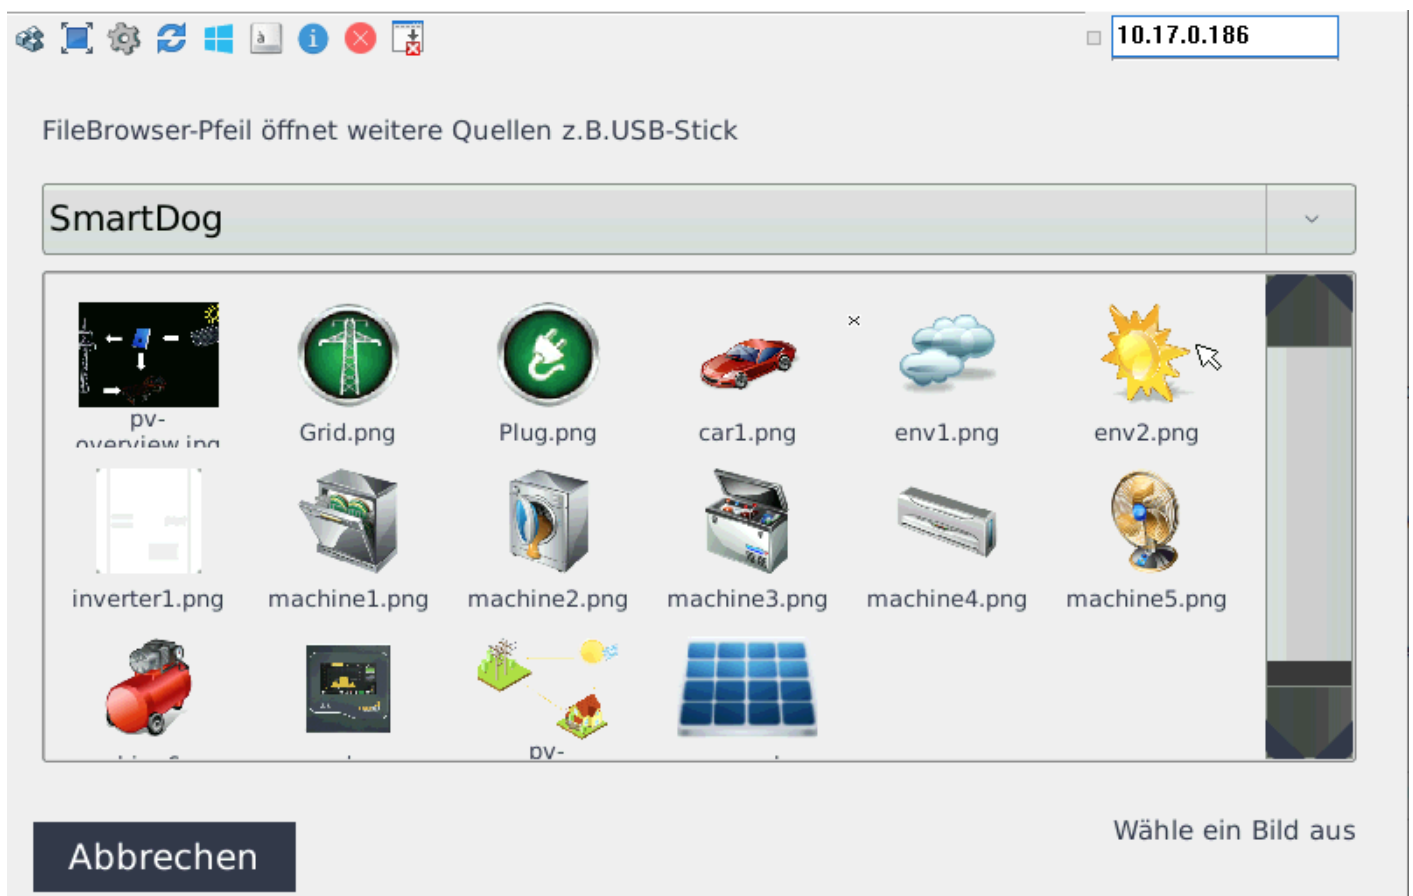 10.17.0.186
FileBrowser-Pfeil öffnet weitere Quellen z.B.USB-Stick
SmartDog
pv-
overview.jpg
Grid.png
Plug.png
car1.png
env1.png
env2.png
inverter1.png
machine1.png
machine2.png
machine3.png
machine4.png
machine5.png
pv-
Wähle ein Bild aus
Abbrechen